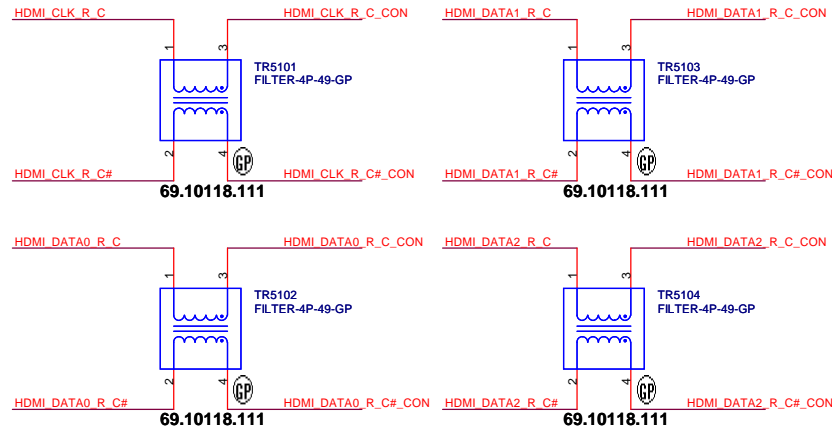 HDMI_CLK_R_C
HDMI_CLK_R_C_CON
1
3
TR5101
FILTER-4P-49-GP
2
4
GP
HDMI_CLK_R_C#
HDMI_CLK_R_C#_CON
69.10118.111
HDMI_DATA1_R_C
HDMI_DATA1_R_C_CON
1
3
TR5103
FILTER-4P-49-GP
2
4
GP
HDMI_DATA1_R_C#
HDMI_DATA1_R_C#_CON
69.10118.111
HDMI_DATA0_R_C
HDMI_DATA0_R_C_CON
1
3
TR5102
FILTER-4P-49-GP
2
4
GP
HDMI_DATA0_R_C#
HDMI_DATA0_R_C#_CON
69.10118.111
HDMI_DATA2_R_C
HDMI_DATA2_R_C_CON
1
3
TR5104
FILTER-4P-49-GP
2
4
GP
HDMI_DATA2_R_C#
HDMI_DATA2_R_C#_CON
69.10118.111